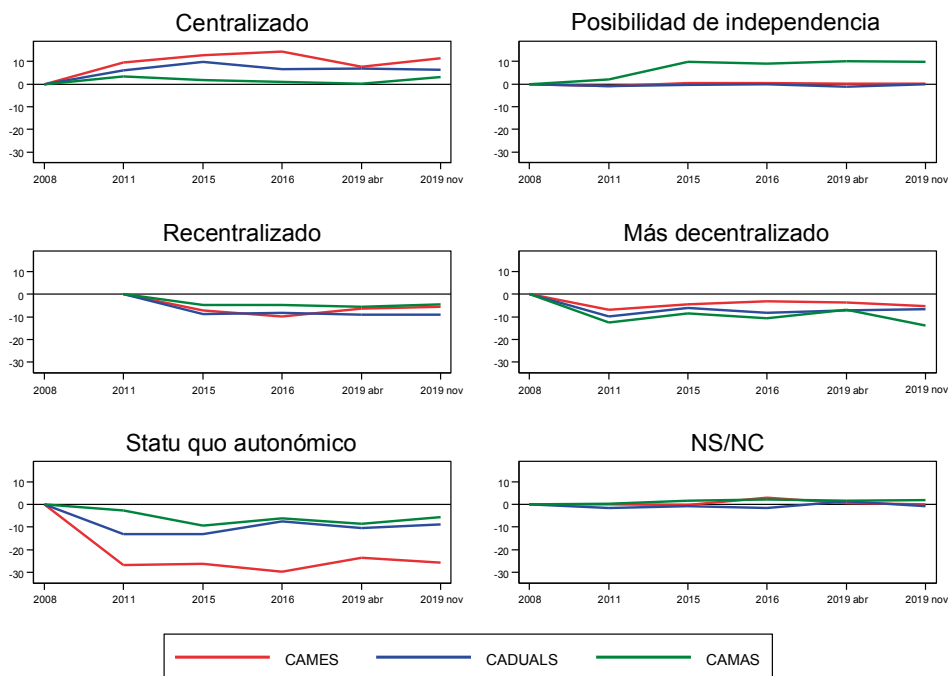 Centralizado
10
0
-10
-20
-30
2008 2011 2015 2016 2019 abr 2019 nov
Posibilidad de independencia
10
0
-10
-20
-30
2008 2011 2015 2016 2019 abr 2019 nov
Recentralizado
10
0
-10
-20
-30
2008 2011 2015 2016 2019 abr 2019 nov
Más decentralizado
10
0
-10
-20
-30
2008 2011 2015 2016 2019 abr 2019 nov
Statu quo autonómico
10
0
-10
-20
-30
2008 2011 2015 2016 2019 abr 2019 nov
NS/NC
10
0
-10
-20
-30
2008 2011 2015 2016 2019 abr 2019 nov
CAMES CADUALS CAMAS